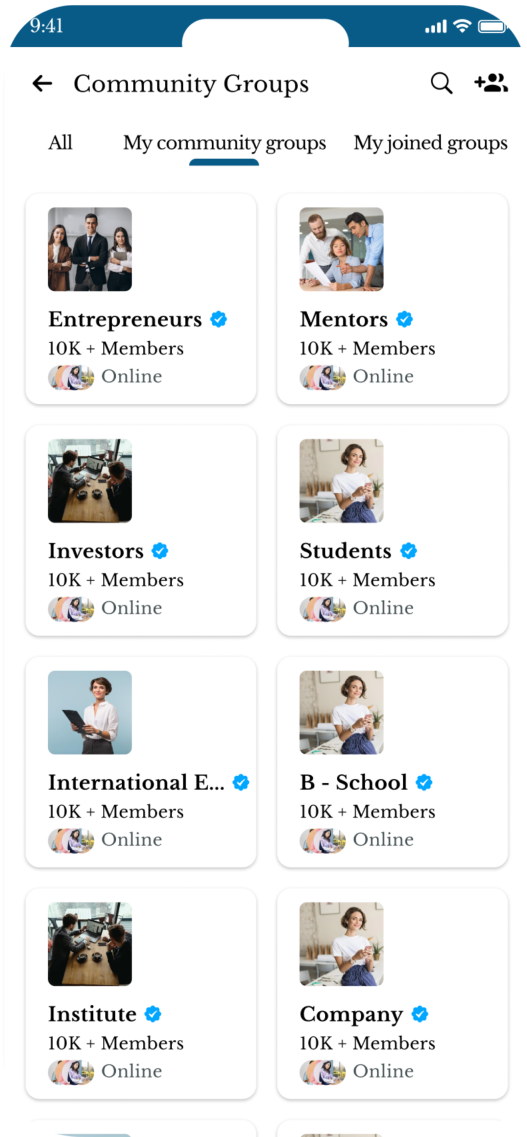 9:41
Community Groups
All
My community groups
My joined groups
Entrepreneurs
10K + Members
Online
Mentors
10K + Members
Online
Investors
10K + Members
Online
Students
10K + Members
Online
International E...
10K + Members
Online
B - School
10K + Members
Online
Institute
10K + Members
Online
Company
10K + Members
Online